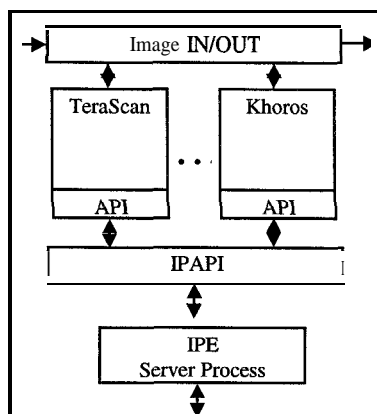 Image IN/OUT
TeraScan
Khoros
• • •
API
API
IPAPI
IPE
Server Process